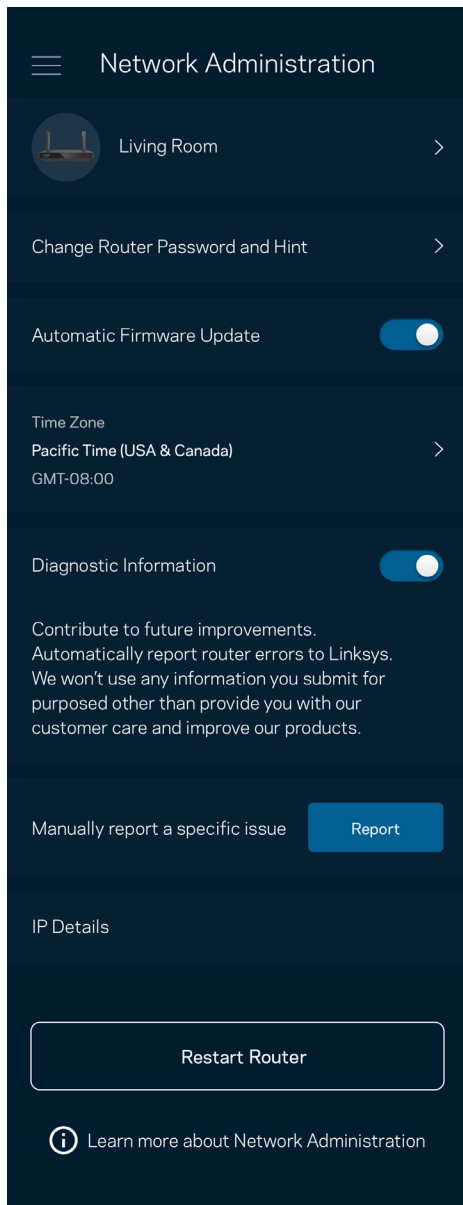 Network Administration
Living Room
Change Router Password and Hint
Automatic Firmware Update
Time Zone
Pacific Time (USA & Canada)
GMT-08:00
Diagnostic Information
Contribute to future improvements.
Automatically report router errors to Linksys.
We won't use any information you submit for
purposed other than provide you with our
customer care and improve our products.
Manually report a specific issue
Report
IP Details
Restart Router
Learn more about Network Administration